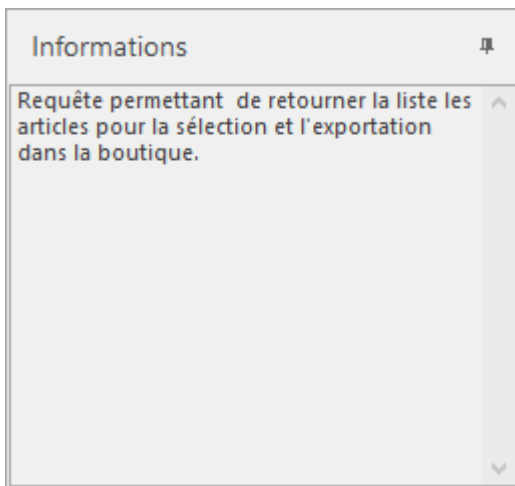 Informations
Requête permettant  de retourner la liste les
articles pour la sélection et l'exportation
dans la boutique.